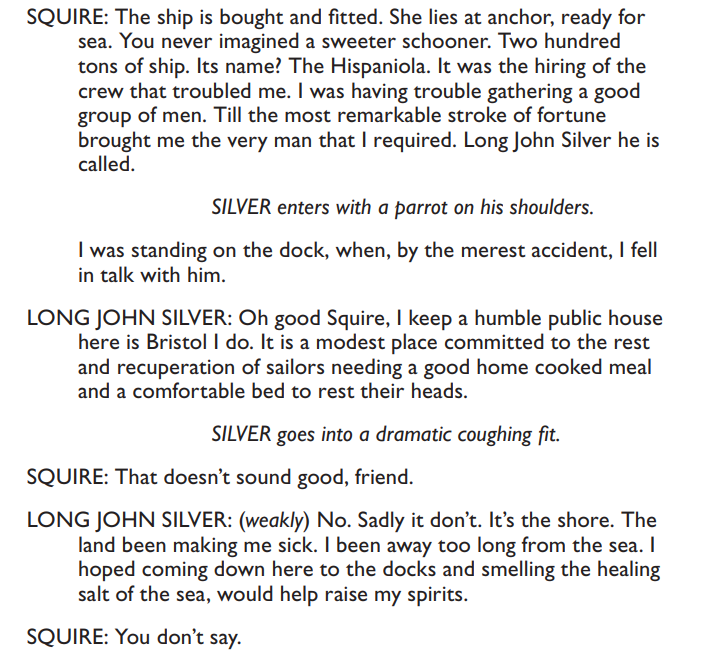 SQUIRE: The ship is bought and fitted. She lies at anchor, ready for
sea. You never imagined a sweeter schooner. Two hundred
tons of ship. Its name? The Hispaniola. It was the hiring of the
crew that troubled me. I was having trouble gathering a good
group of men. Till the most remarkable stroke of fortune
brought me the very man that I required. Long John Silver he is
called.
SILVER enters with a parrot on his shoulders.
I was standing on the dock, when, by the merest accident, I fell
in talk with him.
LONG JOHN SILVER: Oh good Squire, I keep a humble public house
here is Bristol I do. It is a modest place committed to the rest
and recuperation of sailors needing a good home cooked meal
and a comfortable bed to rest their heads.
SILVER goes into a dramatic coughing fit.
SQUIRE: That doesn’t sound good, friend.
LONG JOHN SILVER: (weakly) No. Sadly it don’t. It’s the shore. The
land been making me sick. I been away too long from the sea. I
hoped coming down here to the docks and smelling the healing
salt of the sea, would help raise my spirits.
SQUIRE: You don’t say.